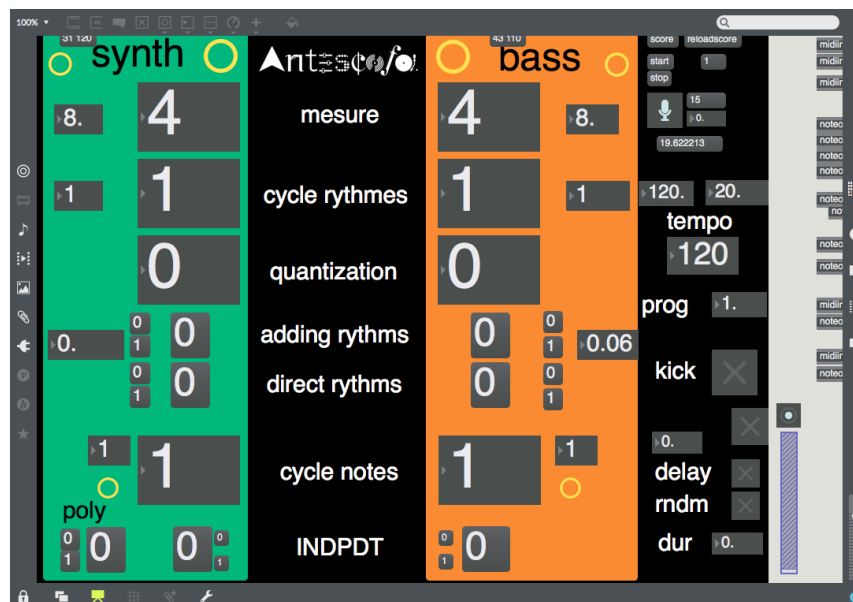 100%
31 120
43 110
score reloadscore
synth
Antescofo.
bass
start 1
stop
midiin
midiin
midiin
8. 4
mesure
4 8.
15
0.
19.622213
1 1
cycle rythmes
1 1
120. 20.
tempo
120
0
quantization
0
prog 1.
0.
0
1
0
adding rythms
0
0
1
0.06
0
1
0
direct rythms
0
0
1
kick
1 1
cycle notes
1 1
0.
delay
rndm
poly
0
1
0
0
0
1
INDPDT
0
1
0
dur 0.